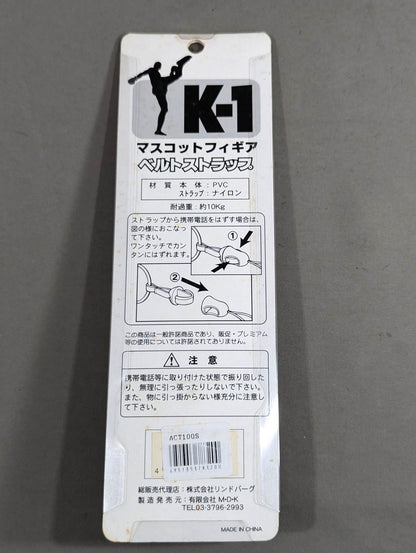 K-1
マスコットフィギア
ベルトストラップ
材 質 本 体 : PVC
ストラップ : ナイロン
耐過重 : 約10Kg
ストラップから携帯電話をはずす場合は、
図の様におこなっ
て下さい。
ワンタッチでカン
タンにはずれます。
①
②
この商品は一般許諾商品であり、販促・プレミアム
等の使用については許諾されておりません。
注 意
携帯電話等に取り付けた状態で振り回した
り、無理に引っ張ったりしないで下さい。
また、物に引っ掛からない様充分に注意し
て下さい。
ACT100S
総販売代理店 : 株式会社リンドバーグ
製 造 発 売 元 : 有限会社 M・D・K
TEL.03-3796-2993
MADE IN CHINA